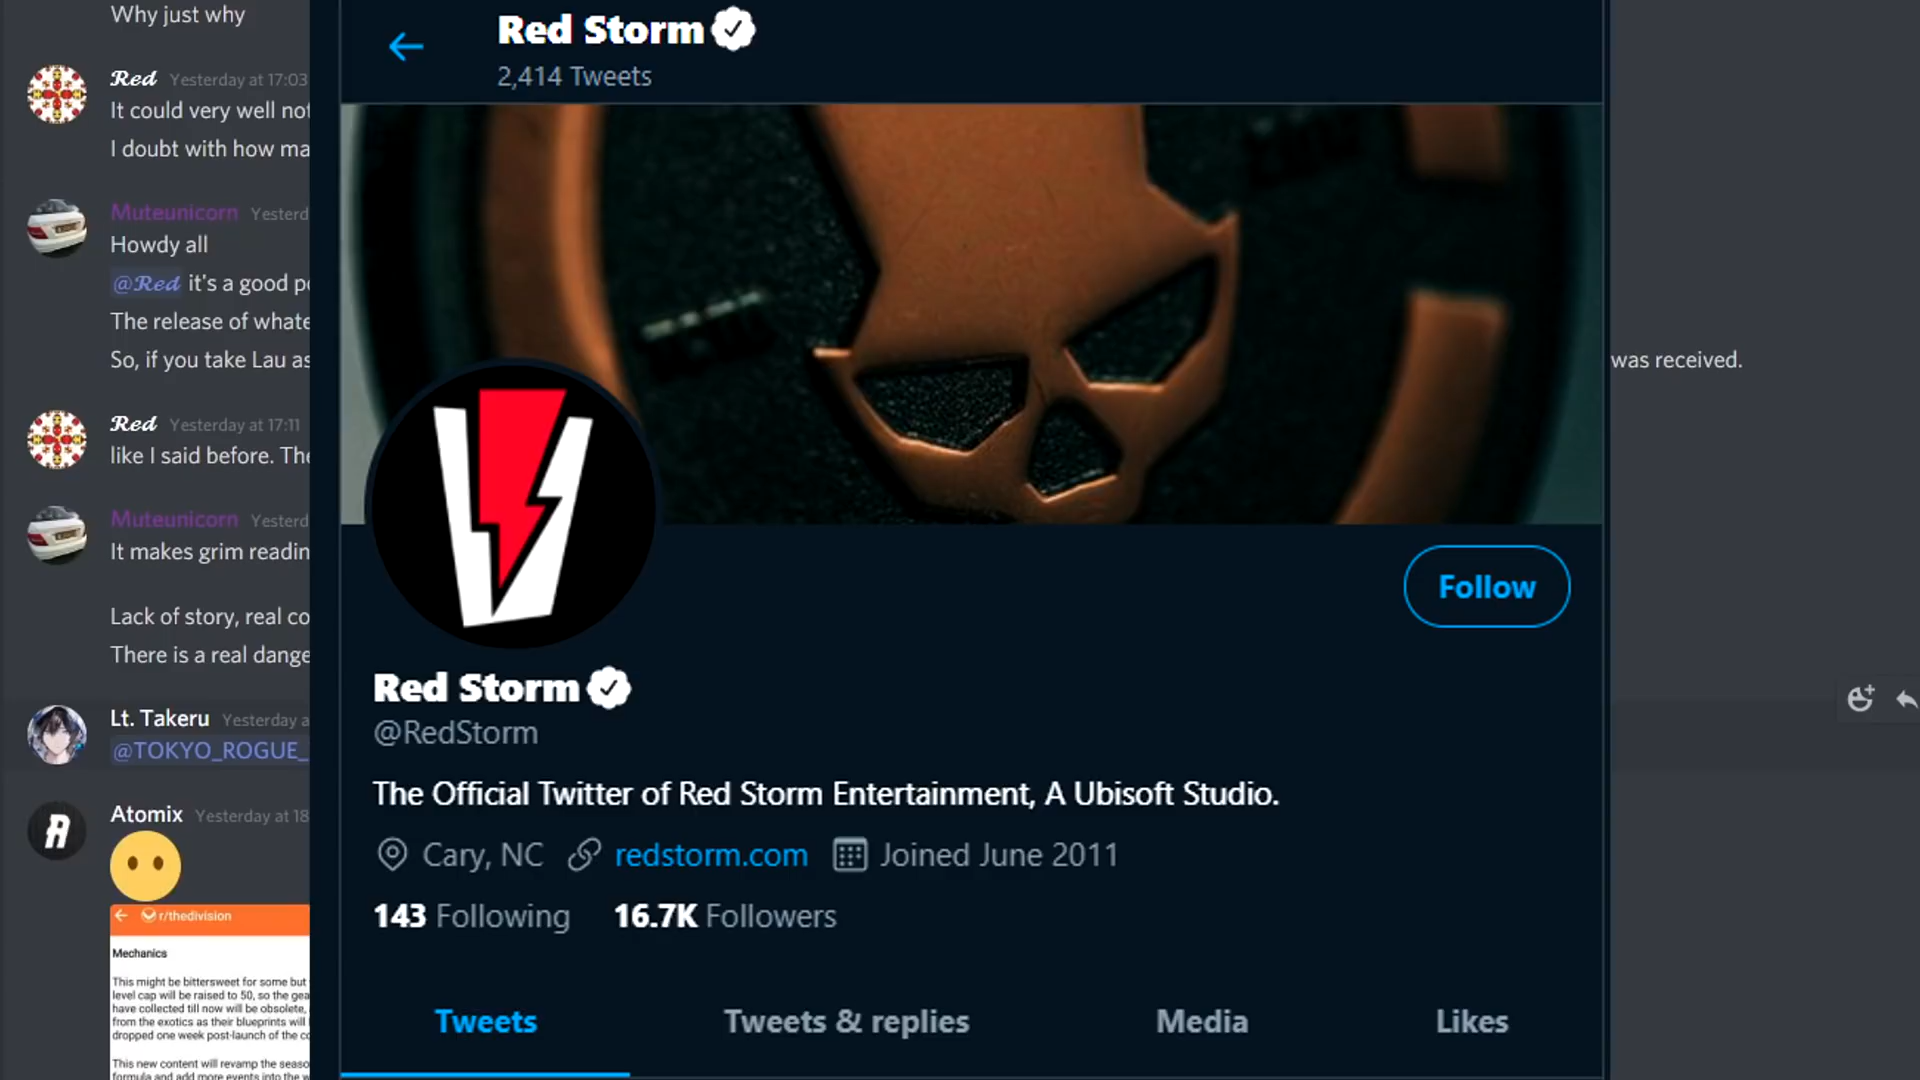 Why just why
Red Yesterday at 17:03
It could very well not
I doubt with how ma
Muteunicorn Yesterd
Howdy all
@Red it's a good po
The release of whate
So, if you take Lau as
was received.
Red Yesterday at 17:11
like I said before. The
Muteunicorn Yesterd
It makes grim readin
Lack of story, real co
There is a real dange
Lt. Takeru Yesterday a
@TOKYO_ROGUE_
Atomix Yesterday at 18
r/thedivision
Mechanics
This might be bittersweet for some but
level cap will be raised to 50, so the gea
have collected till now will be obsolete,
from the exotics as their blueprints will
dropped one week post-launch of the co
This new content will revamp the seaso
formula and add more events into the w
Red Storm
2,414 Tweets
Follow
Red Storm
@RedStorm
The Official Twitter of Red Storm Entertainment, A Ubisoft Studio.
Cary, NC redstorm.com Joined June 2011
143 Following 16.7K Followers
Tweets Tweets & replies Media Likes